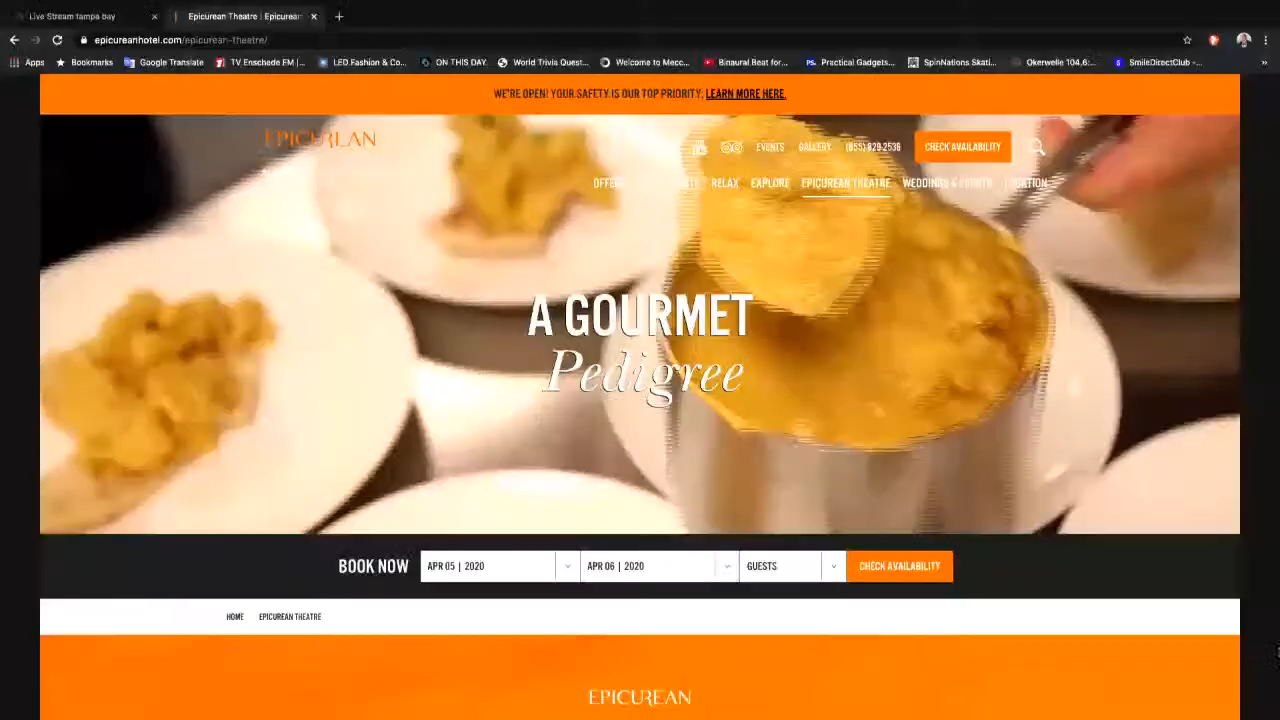 Live Stream tampa bay
Epicurean Theatre | Epicurean
epicureanhotel.com/epicurean-theatre/
Apps Bookmarks Google Translate TV Enschede FM |... LED Fashion & Co... ON THIS DAY. World Trivia Quest... Welcome to Mecc... Binaural Beat for... Practical Gadgets... SpinNations Skati... Okerwelle 104,6:... SmileDirectClub -...
WE'RE OPEN! YOUR SAFETY IS OUR TOP PRIORITY. LEARN MORE HERE.
EPICUREAN
EVENTS GALLERY (855) 829-2536 CHECK AVAILABILITY
RELAX EXPLORE EPICUREAN THEATRE WEDDINGS & EVENTS LOCATION
A GOURMET
Pedigree
BOOK NOW APR 05 | 2020 APR 06 | 2020 GUESTS CHECK AVAILABILITY
HOME EPICUREAN THEATRE
EPICUREAN